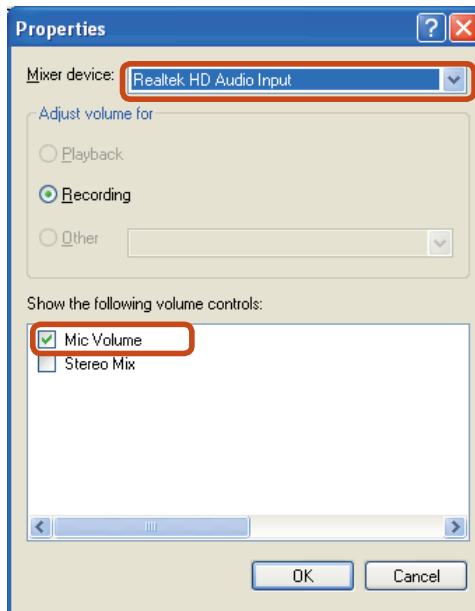 Properties
Mixer device: Realtek HD Audio Input
Adjust volume for
Playback
Recording
Other
Show the following volume controls:
Mic Volume
Stereo Mix
OK Cancel